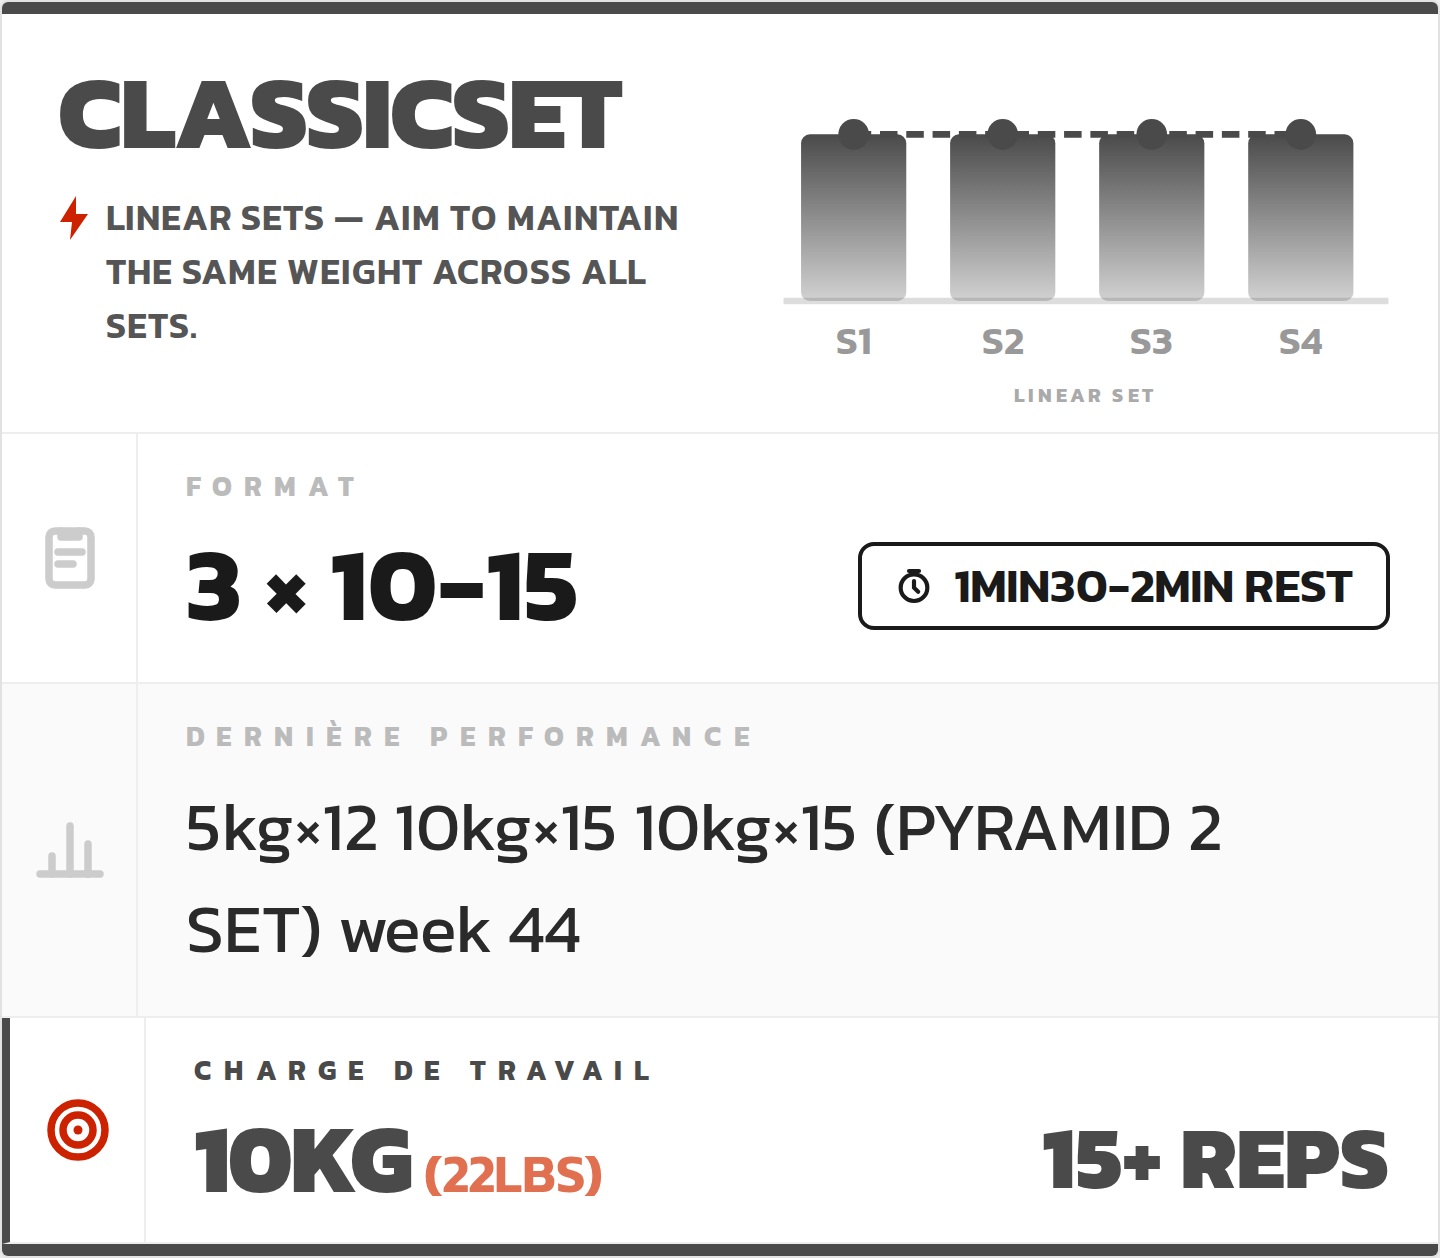 CLASSICSET
LINEAR SETS — AIM TO MAINTAIN
THE SAME WEIGHT ACROSS ALL
SETS.
S1 S2 S3 S4
LINEAR SET
FORMAT
3 × 10–15
1MIN30–2MIN REST
DERNIÈRE PERFORMANCE
5kg×12 10kg×15 10kg×15 (PYRAMID 2
SET) week 44
CHARGE DE TRAVAIL
10KG (22LBS)
15+ REPS